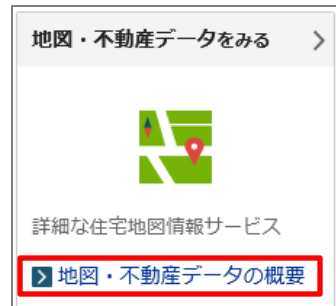 地図・不動産データをみる
詳細な住宅地図情報サービス
地図・不動産データの概要